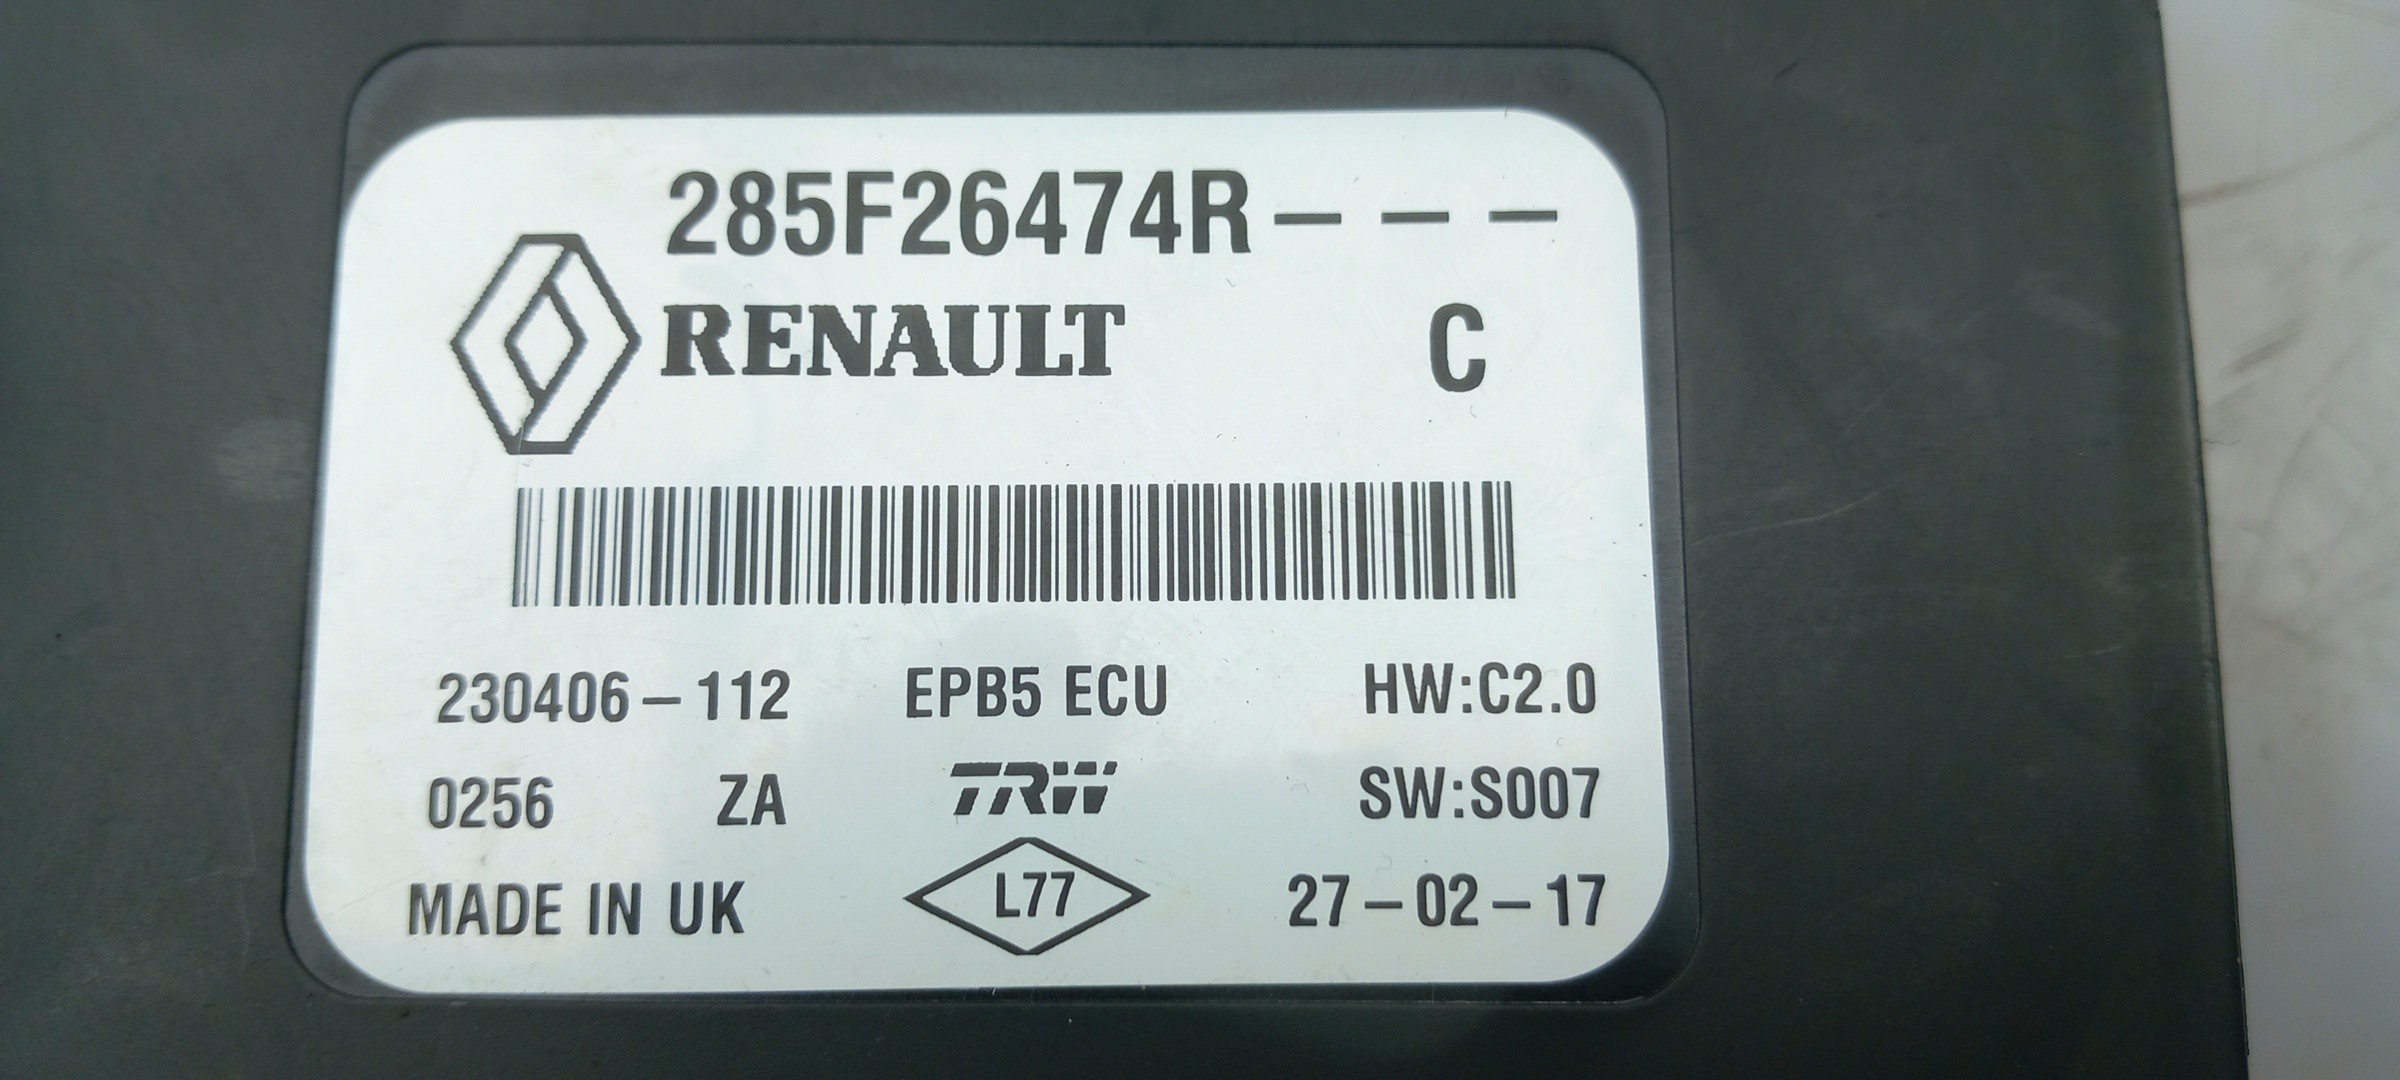 285F26474R– – –
RENAULT C
230406–112 EPB5 ECU HW:C2.0
0256 ZA TRW SW:S007
MADE IN UK L77 27–02–17